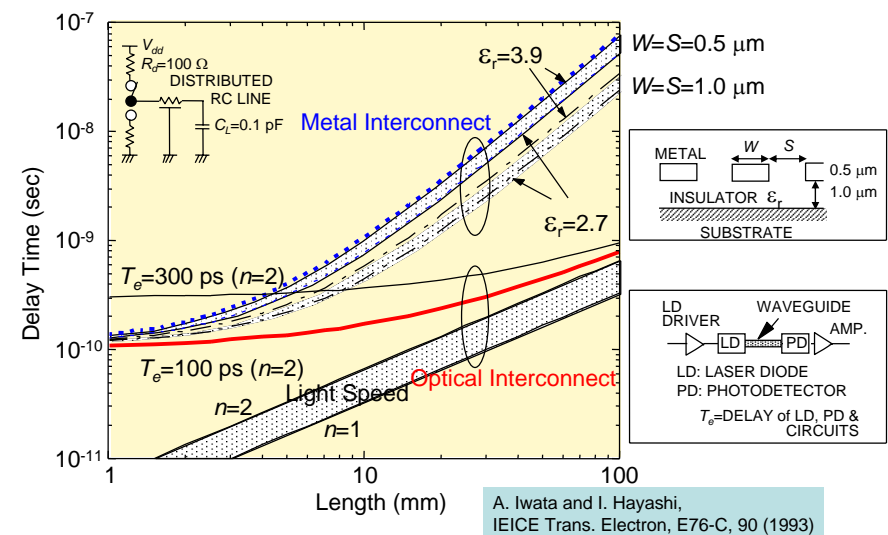 10⁻⁷
10⁻⁸
10⁻⁹
10⁻¹⁰
10⁻¹¹
Delay Time (sec)
V_dd
R_d=100 Ω
DISTRIBUTED
RC LINE
C_L=0.1 pF
Metal Interconnect
ε_r=3.9
ε_r=2.7
T_e=300 ps (n=2)
T_e=100 ps (n=2)
Light Speed
Optical Interconnect
n=2
n=1
1
10
100
Length (mm)
W=S=0.5 μm
W=S=1.0 μm
METAL
W
S
0.5 μm
1.0 μm
INSULATOR ε_r
SUBSTRATE
LD
DRIVER
WAVEGUIDE
AMP.
LD
PD
LD: LASER DIODE
PD: PHOTODETECTOR
T_e=DELAY of LD, PD &
CIRCUITS
A. Iwata and I. Hayashi,
IEICE Trans. Electron, E76-C, 90 (1993)